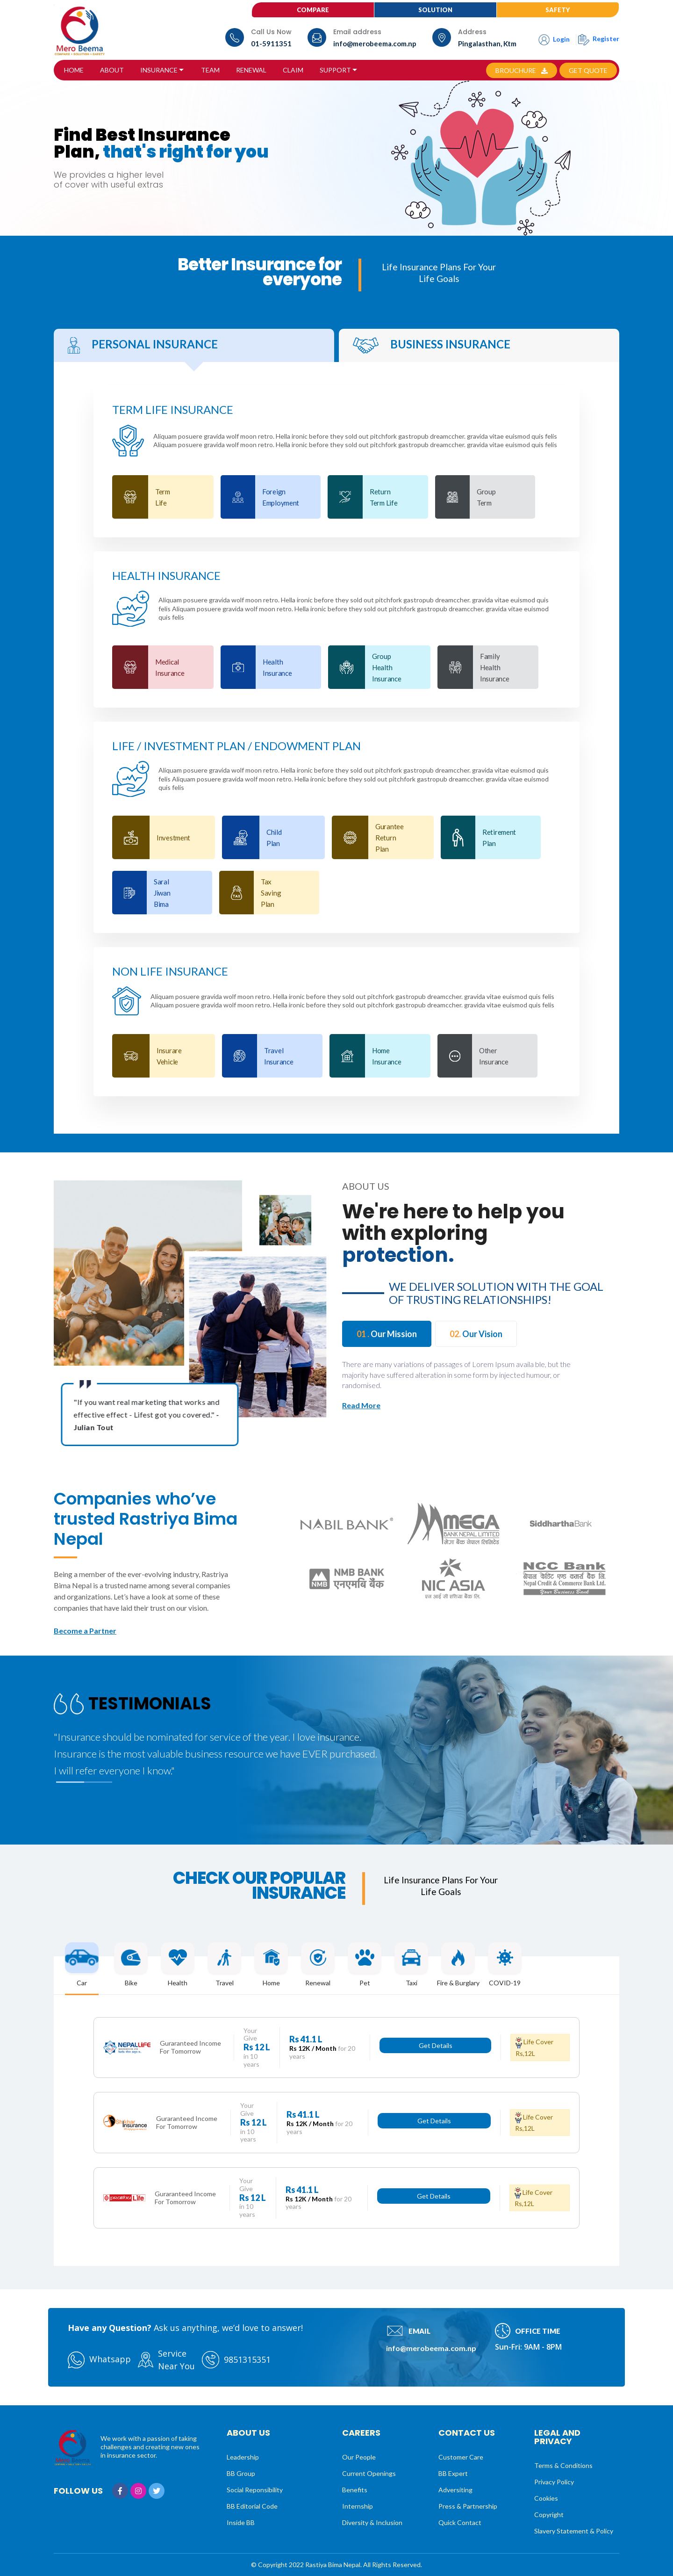 Mero Beema
COMPARE
SOLUTION
SAFETY
Call Us Now
01-5911351
Email address
info@merobeema.com.np
Address
Pingalasthan, Ktm
Login
Register
HOME
ABOUT
INSURANCE
TEAM
RENEWAL
CLAIM
SUPPORT
BROUCHURE
GET QUOTE
Find Best Insurance
Plan, that's right for you
We provides a higher level
of cover with useful extras
Better Insurance for
everyone
Life Insurance Plans For Your
Life Goals
PERSONAL INSURANCE
BUSINESS INSURANCE
TERM LIFE INSURANCE
Aliquam posuere gravida wolf moon retro. Hella ironic before they sold out pitchfork gastropub dreamccher. gravida vitae euismod quis felis
Aliquam posuere gravida wolf moon retro. Hella ironic before they sold out pitchfork gastropub dreamccher. gravida vitae euismod quis felis
Term
Life
Foreign
Employment
Return
Term Life
Group
Term
HEALTH INSURANCE
Aliquam posuere gravida wolf moon retro. Hella ironic before they sold out pitchfork gastropub dreamccher. gravida vitae euismod quis
felis Aliquam posuere gravida wolf moon retro. Hella ironic before they sold out pitchfork gastropub dreamccher. gravida vitae euismod
quis felis
Medical
Insurance
Health
Insurance
Group
Health
Insurance
Family
Health
Insurance
LIFE / INVESTMENT PLAN / ENDOWMENT PLAN
Aliquam posuere gravida wolf moon retro. Hella ironic before they sold out pitchfork gastropub dreamccher. gravida vitae euismod quis
felis Aliquam posuere gravida wolf moon retro. Hella ironic before they sold out pitchfork gastropub dreamccher. gravida vitae euismod
quis felis
Investment
Child
Plan
Gurantee
Return
Plan
Retirement
Plan
Saral
Jiwan
Bima
TAX
Tax
Saving
Plan
NON LIFE INSURANCE
Aliquam posuere gravida wolf moon retro. Hella ironic before they sold out pitchfork gastropub dreamccher. gravida vitae euismod quis felis
Aliquam posuere gravida wolf moon retro. Hella ironic before they sold out pitchfork gastropub dreamccher. gravida vitae euismod quis felis
Insurare
Vehicle
Travel
Insurance
Home
Insurance
Other
Insurance
ABOUT US
We're here to help you
with exploring
protection.
WE DELIVER SOLUTION WITH THE GOAL
OF TRUSTING RELATIONSHIPS!
01 . Our Mission
02. Our Vision
There are many variations of passages of Lorem Ipsum availa ble, but the
majority have suffered alteration in some form by injected humour, or
randomised.
Read More
"If you want real marketing that works and
effective effect - Lifest got you covered." -
Julian Tout
Companies who've
trusted Rastriya Bima
Nepal
Being a member of the ever-evolving industry, Rastriya
Bima Nepal is a trusted name among several companies
and organizations. Let's have a look at some of these
companies that have laid their trust on our vision.
Become a Partner
NABIL BANK
MEGA
BANK NEPAL LIMITED
SiddharthaBank
NMB
NMB BANK
एनएमबि बैंक
NIC ASIA
NCC Bank
Nepal Credit & Commerce Bank Ltd.
Your Business Bank
TESTIMONIALS
"Insurance should be nominated for service of the year. I love insurance.
Insurance is the most valuable business resource we have EVER purchased.
I will refer everyone I know."
CHECK OUR POPULAR
INSURANCE
Life Insurance Plans For Your
Life Goals
Car
Bike
Health
Travel
Home
Renewal
Pet
Taxi
Fire & Burglary
COVID-19
NEPAL LIFE
Guraranteed Income
For Tomorrow
Your
Give
Rs 12 L
in 10
years
Rs 41.1 L
Rs 12K / Month for 20
years
Get Details
Life Cover
Rs,12L
Guraranteed Income
For Tomorrow
Your
Give
Rs 12 L
in 10
years
Rs 41.1 L
Rs 12K / Month for 20
years
Get Details
Life Cover
Rs,12L
Guraranteed Income
For Tomorrow
Your
Give
Rs 12 L
in 10
years
Rs 41.1 L
Rs 12K / Month for 20
years
Get Details
Life Cover
Rs,12L
Have any Question? Ask us anything, we'd love to answer!
Whatsapp
Service
Near You
9851315351
EMAIL
info@merobeema.com.np
OFFICE TIME
Sun-Fri: 9AM - 8PM
Mero Beema
We work with a passion of taking
challenges and creating new ones
in insurance sector.
FOLLOW US
ABOUT US
Leadership
BB Group
Social Reponsibility
BB Editorial Code
Inside BB
CAREERS
Our People
Current Openings
Benefits
Internship
Diversity & Inclusion
CONTACT US
Customer Care
BB Expert
Adversiting
Press & Partnership
Quick Contact
LEGAL AND
PRIVACY
Terms & Conditions
Privacy Policy
Cookies
Copyright
Slavery Statement & Policy
© Copyright 2022 Rastiya Bima Nepal. All Rights Reserved.